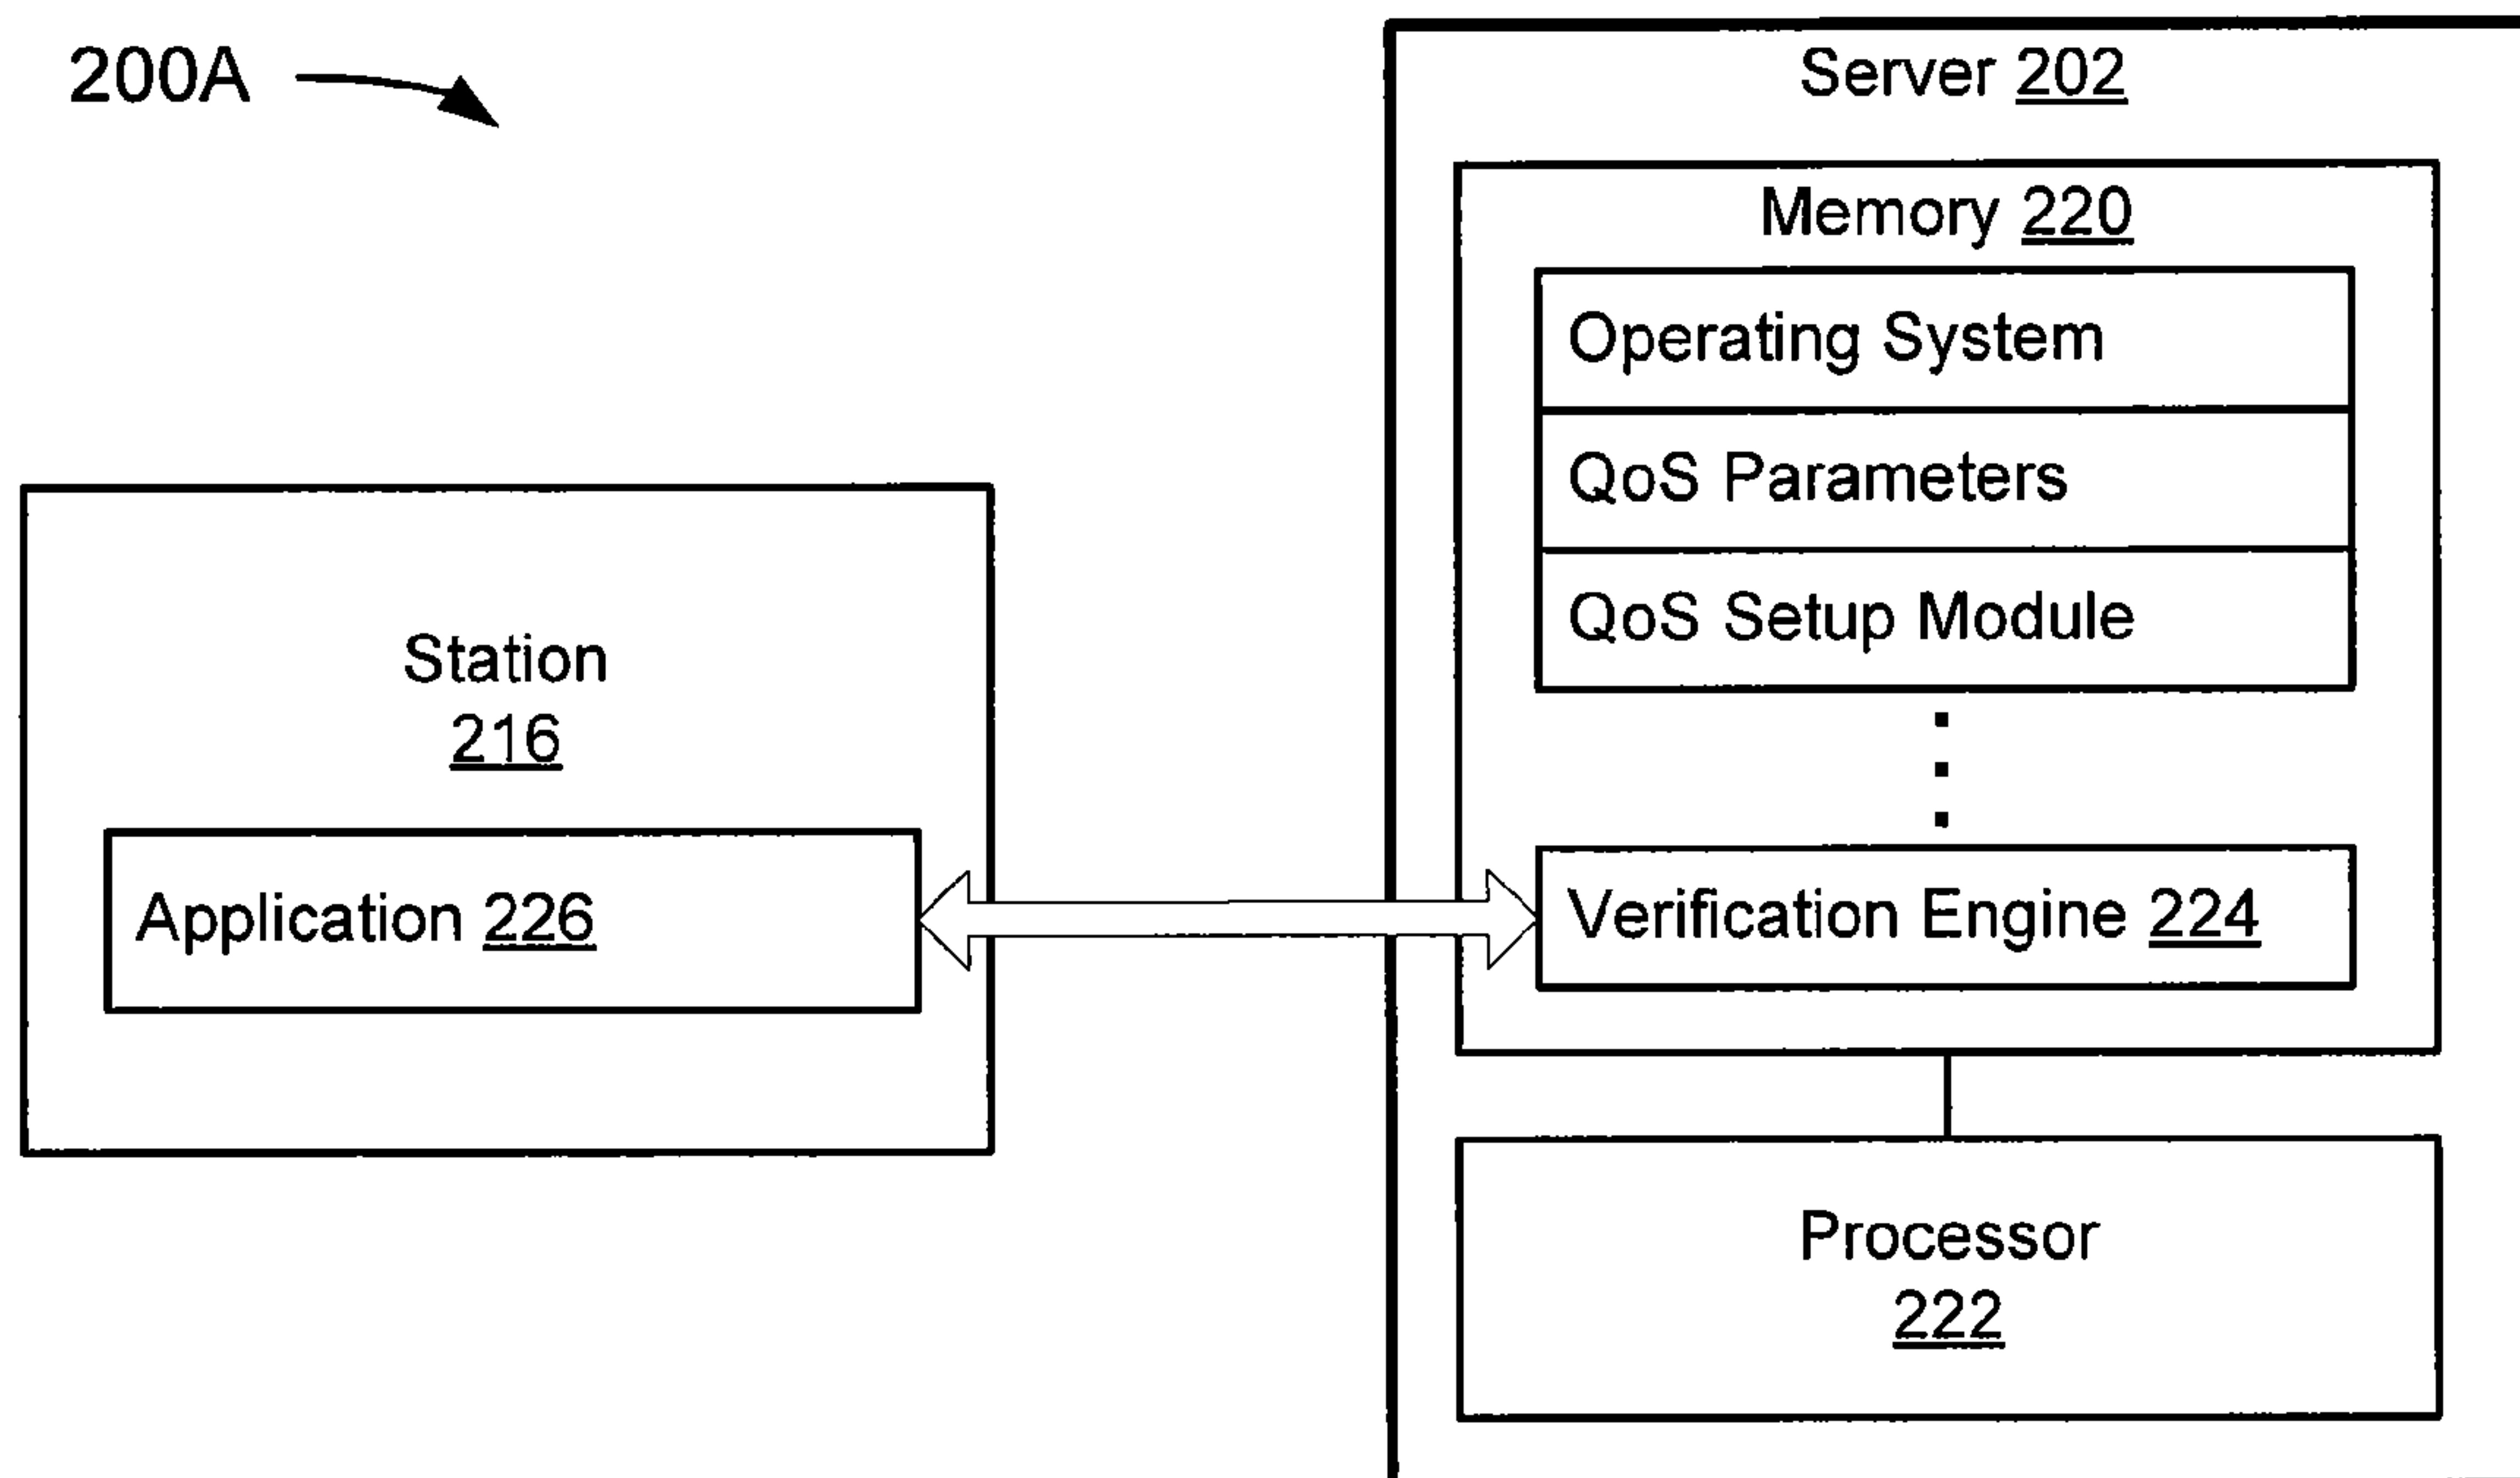 200A
Server 202
Memory 220
Operating System
QoS Parameters
QoS Setup Module
Station
216
Application 226
Verification Engine 224
Processor
222